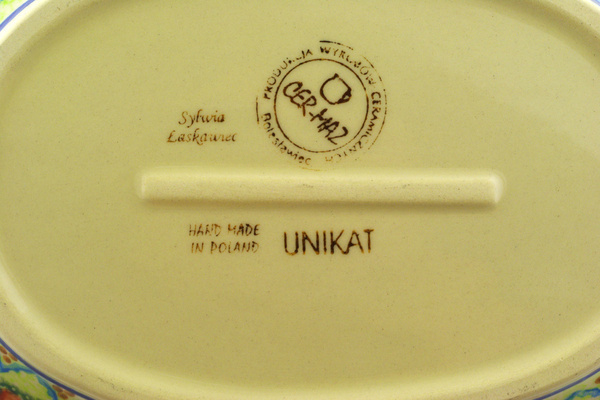 PRODUKCJA WYROBÓW CERAMICZNYCH
Bolesławiec
CER-MAZ
Sylwia
Łaskawiec
HAND MADE
IN POLAND
UNIKAT